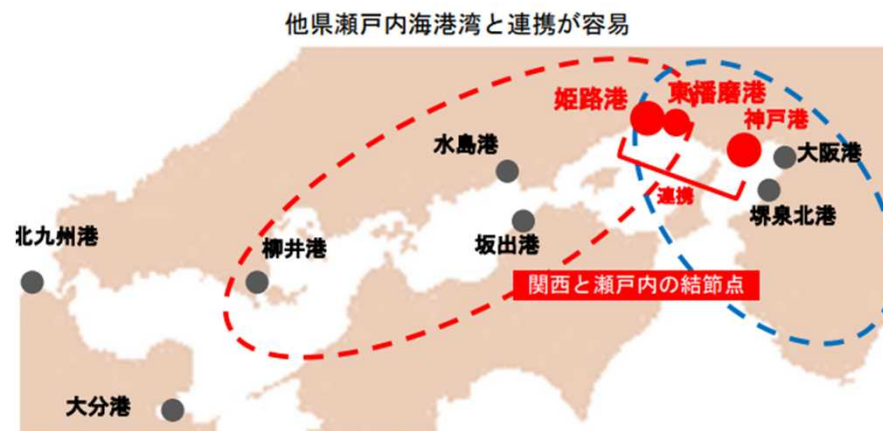 他県瀬戸内海港湾と連携が容易
姫路港
東播磨港
神戸港
水島港
大阪港
連携
堺泉北港
北九州港
柳井港
坂出港
関西と瀬戸内の結節点
大分港